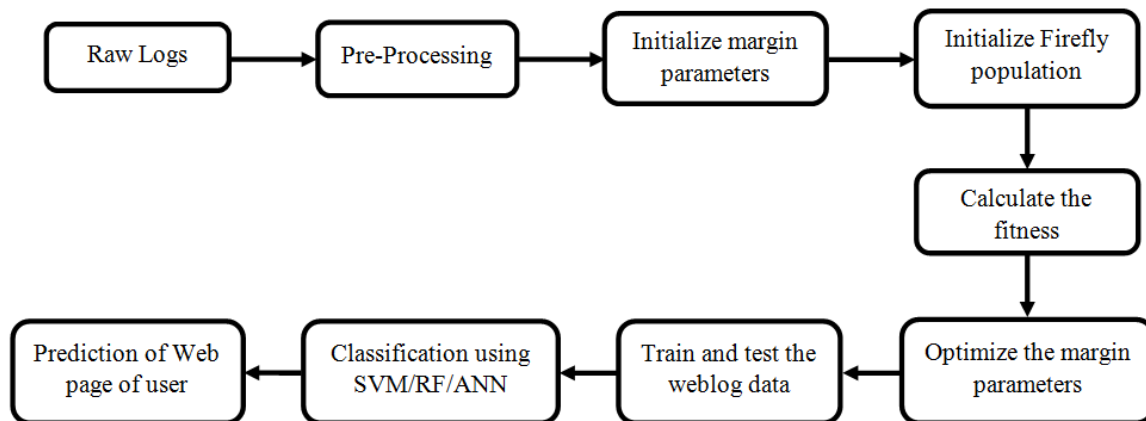 Raw Logs
Pre-Processing
Initialize margin
parameters
Initialize Firefly
population
Calculate the
fitness
Optimize the margin
parameters
Train and test the
weblog data
Classification using
SVM/RF/ANN
Prediction of Web
page of user